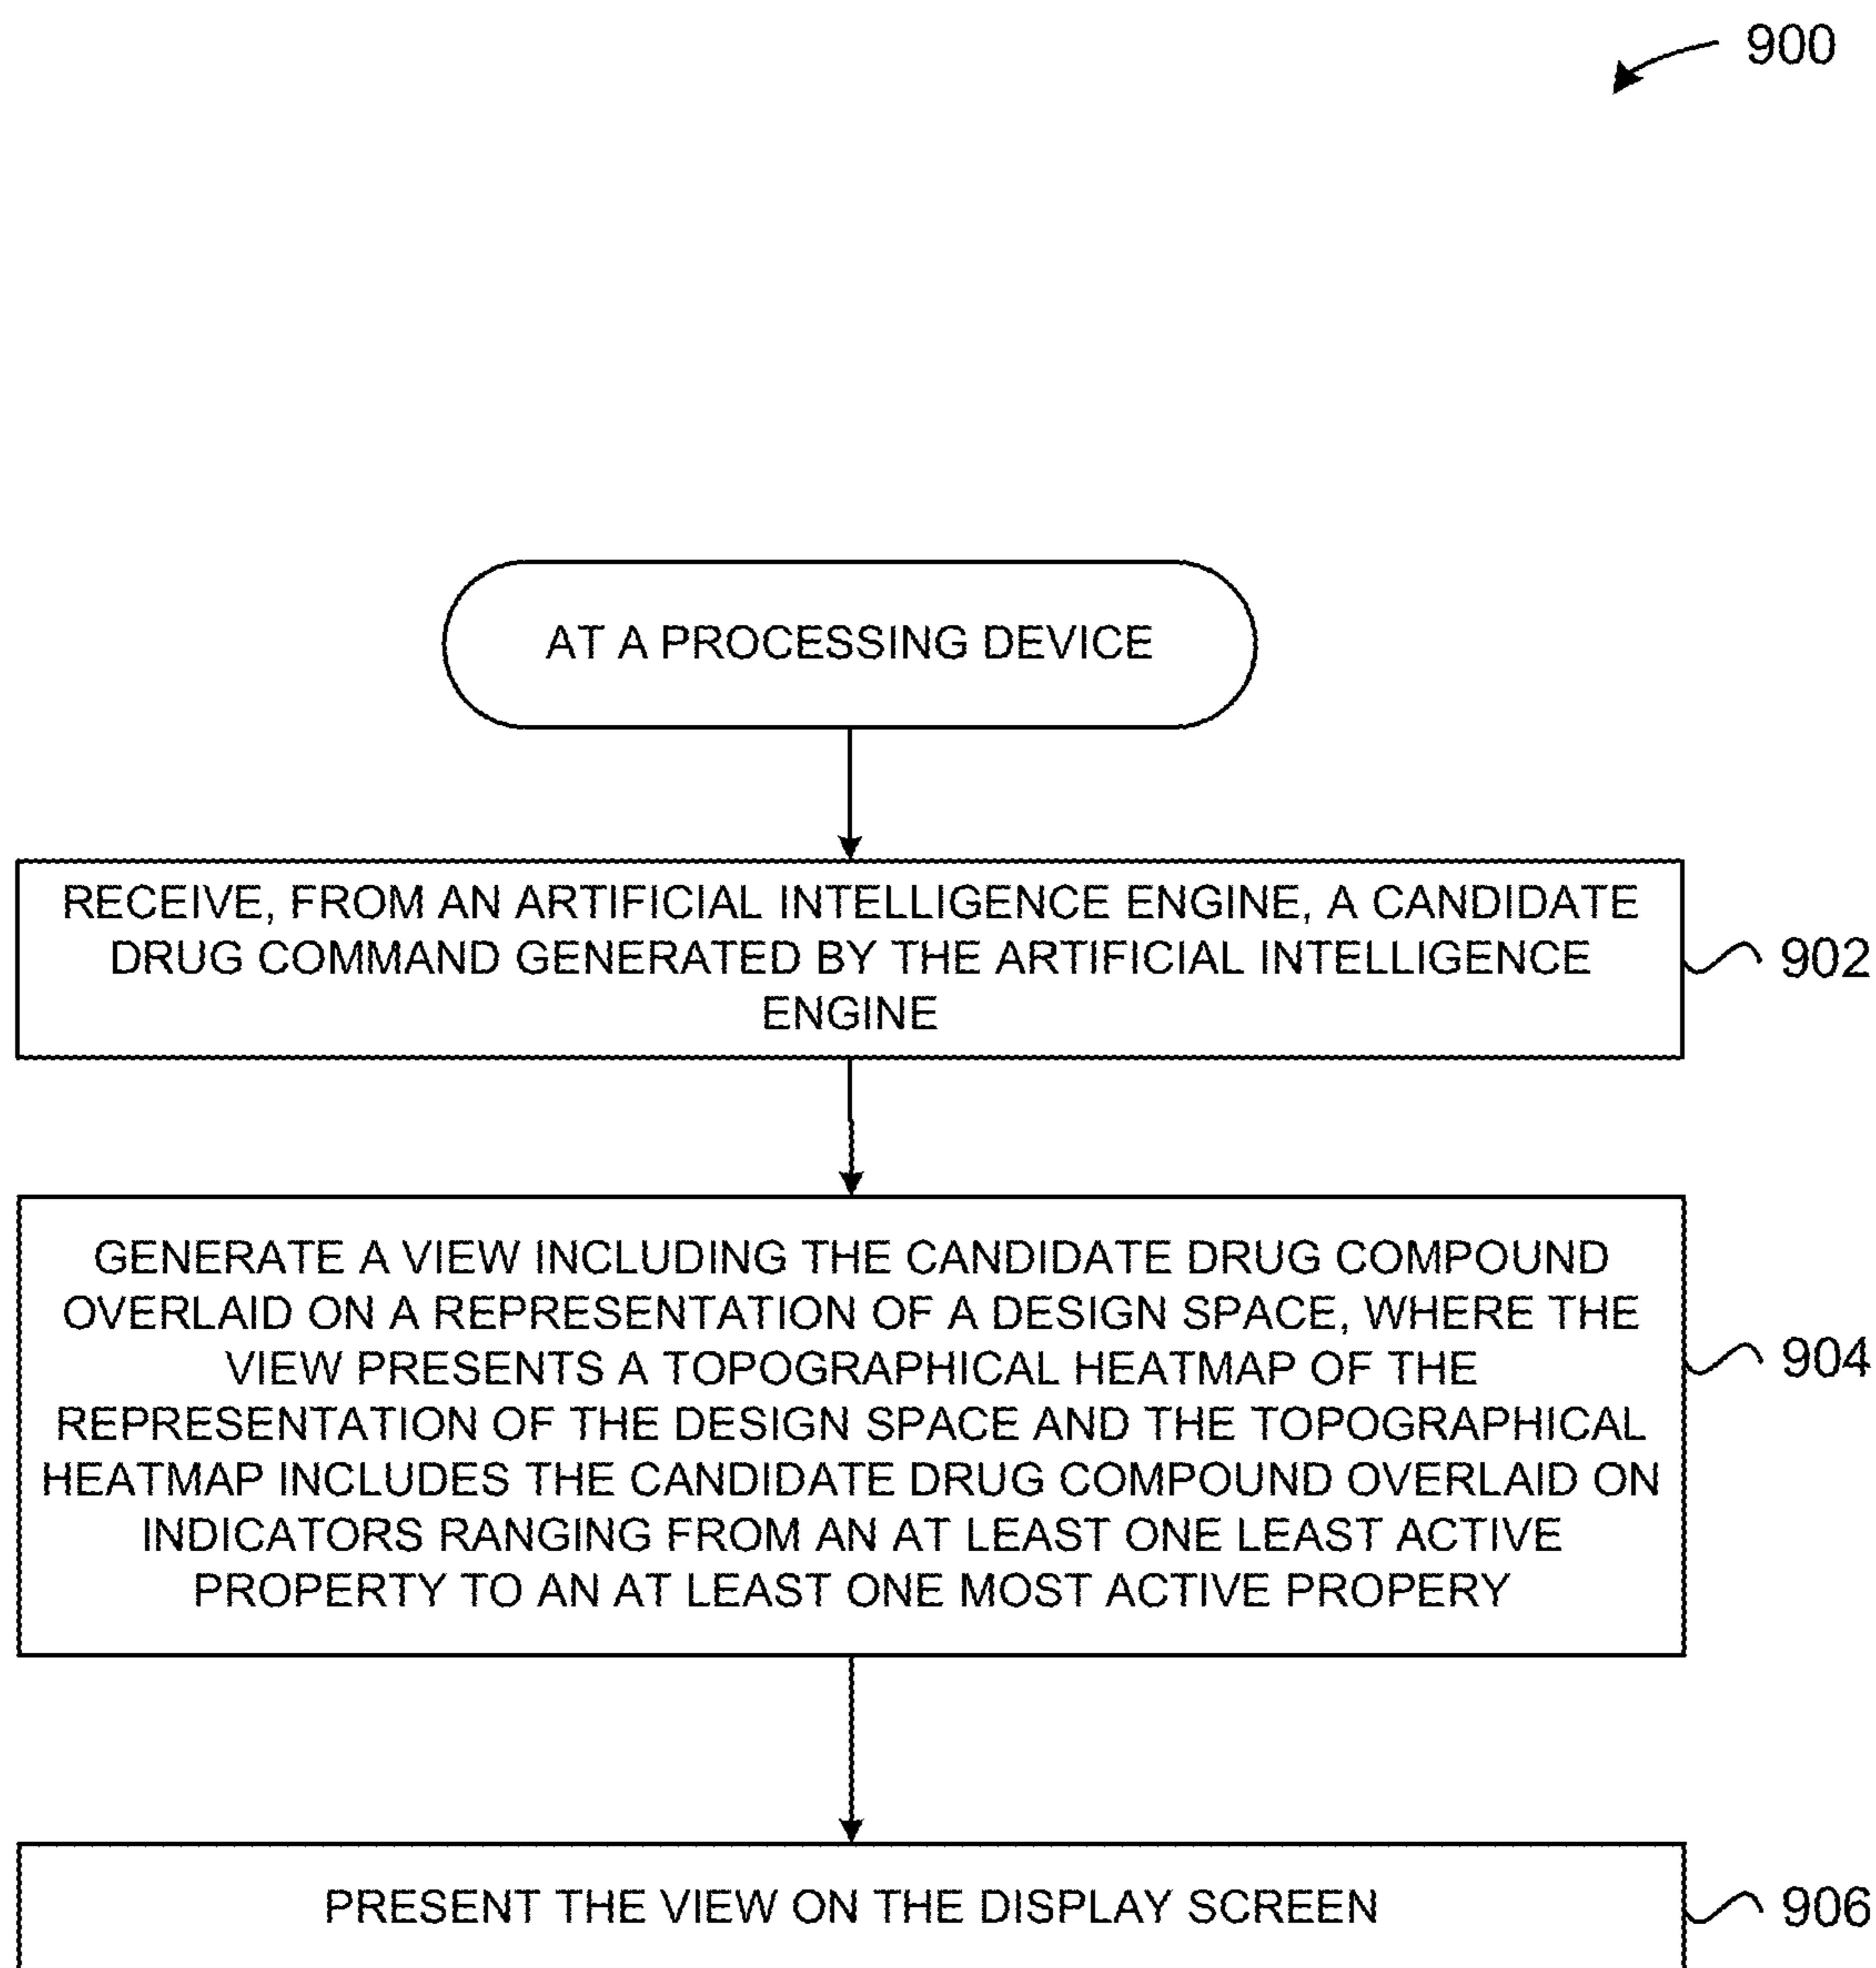 900
AT A PROCESSING DEVICE
RECEIVE, FROM AN ARTIFICIAL INTELLIGENCE ENGINE, A CANDIDATE
DRUG COMMAND GENERATED BY THE ARTIFICIAL INTELLIGENCE
ENGINE
902
GENERATE A VIEW INCLUDING THE CANDIDATE DRUG COMPOUND
OVERLAID ON A REPRESENTATION OF A DESIGN SPACE, WHERE THE
VIEW PRESENTS A TOPOGRAPHICAL HEATMAP OF THE
REPRESENTATION OF THE DESIGN SPACE AND THE TOPOGRAPHICAL
HEATMAP INCLUDES THE CANDIDATE DRUG COMPOUND OVERLAID ON
INDICATORS RANGING FROM AN AT LEAST ONE LEAST ACTIVE
PROPERTY TO AN AT LEAST ONE MOST ACTIVE PROPERY
904
PRESENT THE VIEW ON THE DISPLAY SCREEN
906